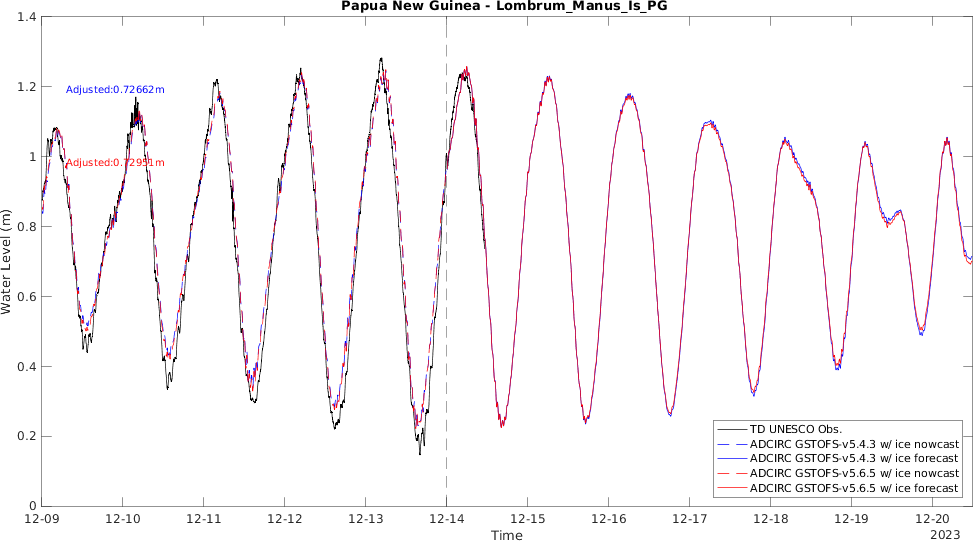 Papua New Guinea - Lombrum_Manus_Is_PG
1.4
1.2
1
0.8
0.6
0.4
0.2
0
Water Level (m)
Adjusted:0.72662m
Adjusted:0.72951m
TD UNESCO Obs.
ADCIRC GSTOFS-v5.4.3 w/ ice nowcast
ADCIRC GSTOFS-v5.4.3 w/ ice forecast
ADCIRC GSTOFS-v5.6.5 w/ ice nowcast
ADCIRC GSTOFS-v5.6.5 w/ ice forecast
12-09 12-10 12-11 12-12 12-13 12-14 12-15 12-16 12-17 12-18 12-19 12-20
2023
Time